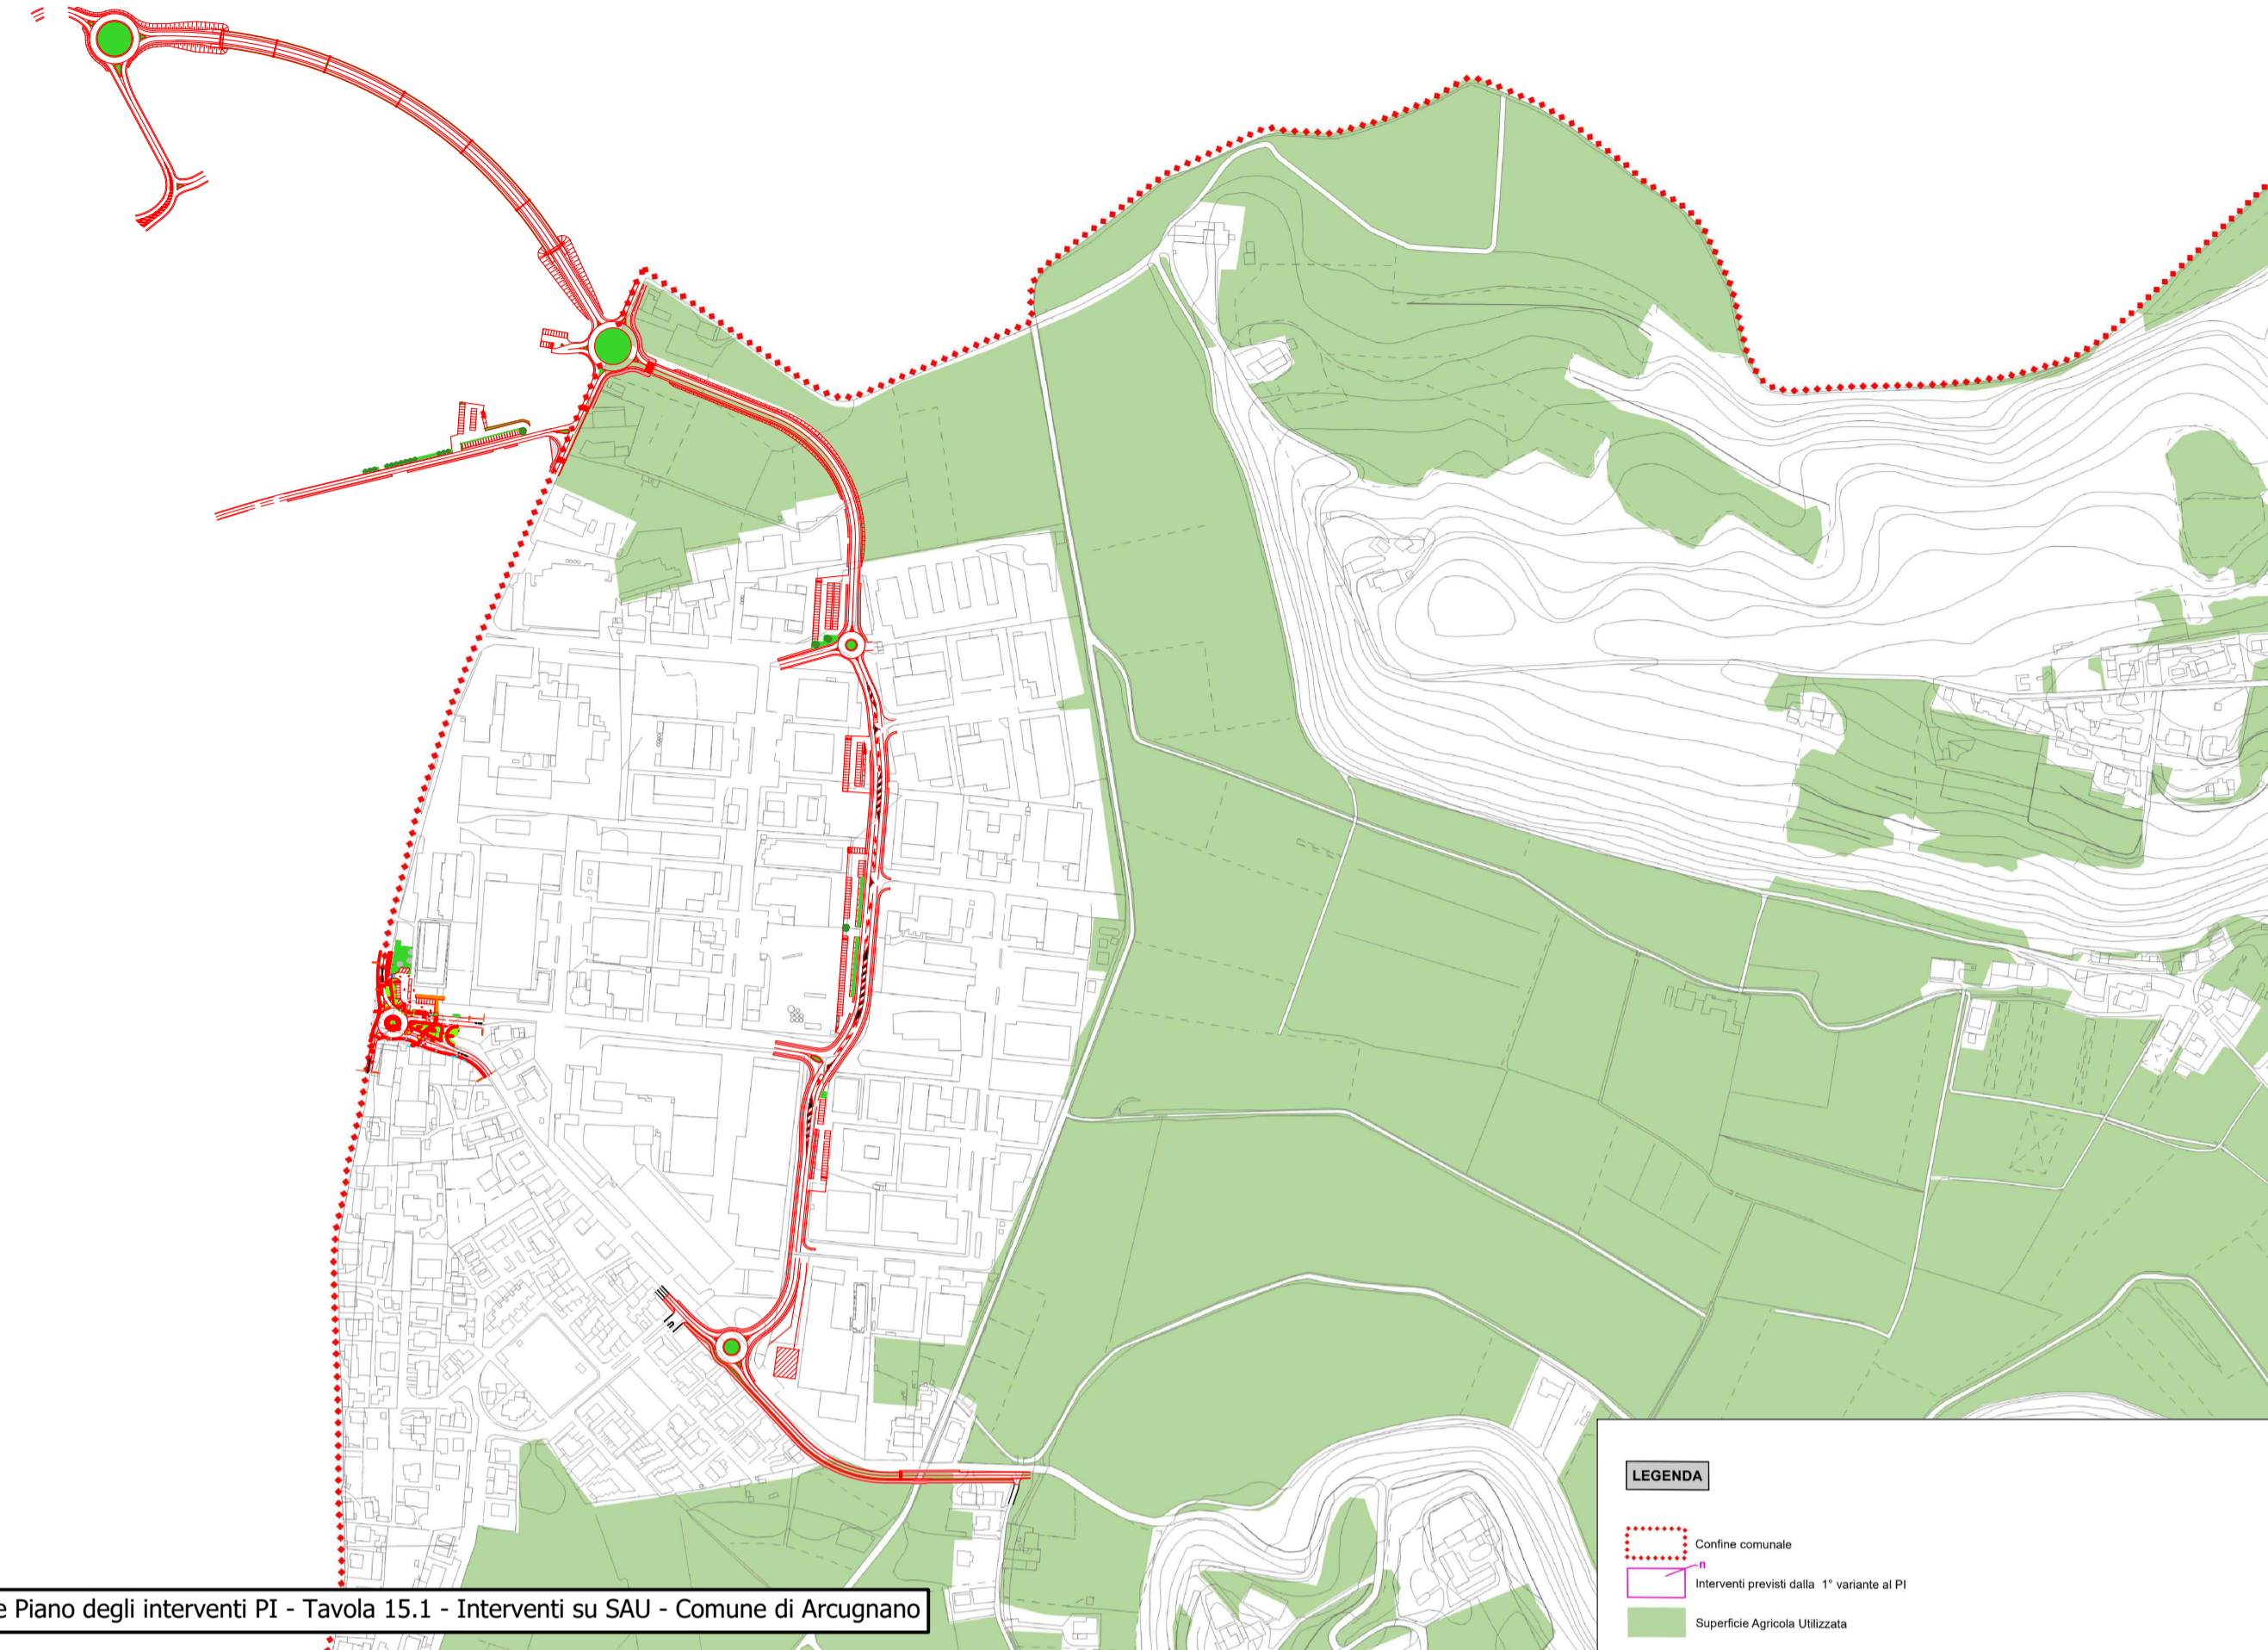 LEGENDA
Confine comunale
n
Interventi previsti dalla 1° variante al PI
Superficie Agricola Utilizzata
e Piano degli interventi PI - Tavola 15.1 - Interventi su SAU - Comune di Arcugnano